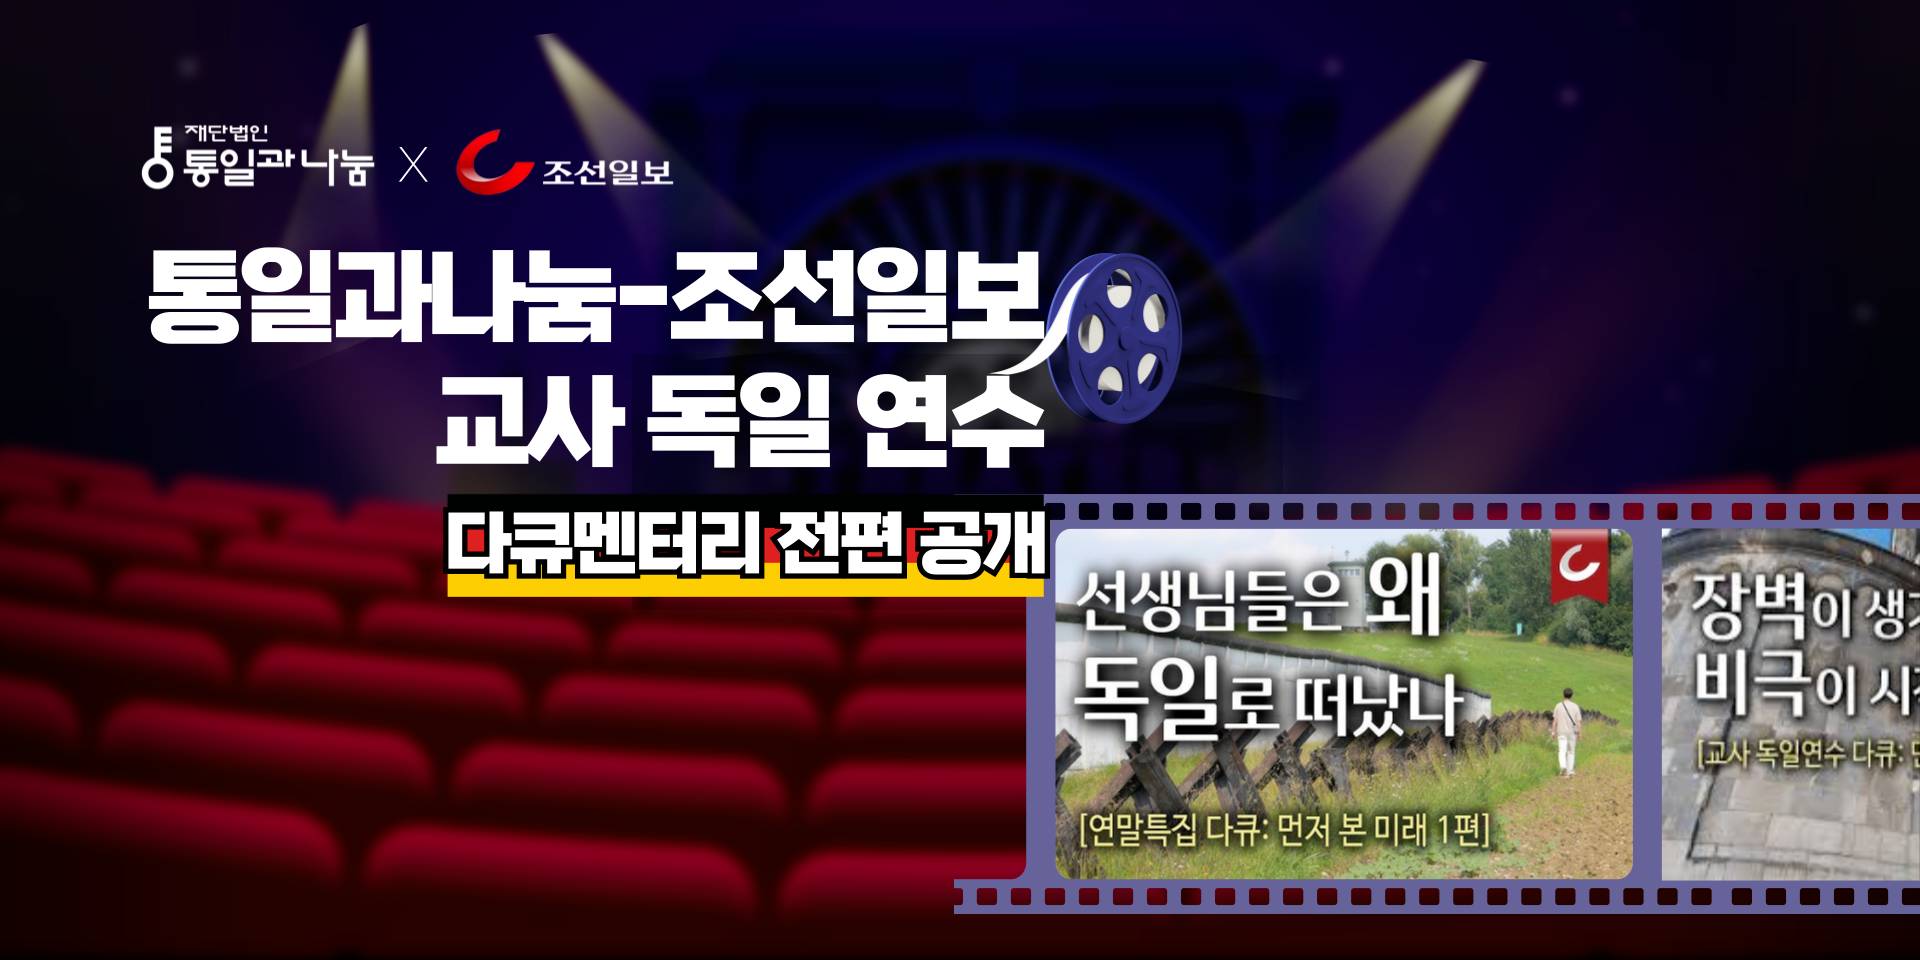 재단법인
통일과나눔 X 조선일보
통일과나눔-조선일보
교사 독일 연수
다큐멘터리 전편 공개
선생님들은 왜
독일로 떠났나
[연말특집 다큐: 먼저 본 미래 1편]
장벽이
비극이
[교사 독일연수 다큐: